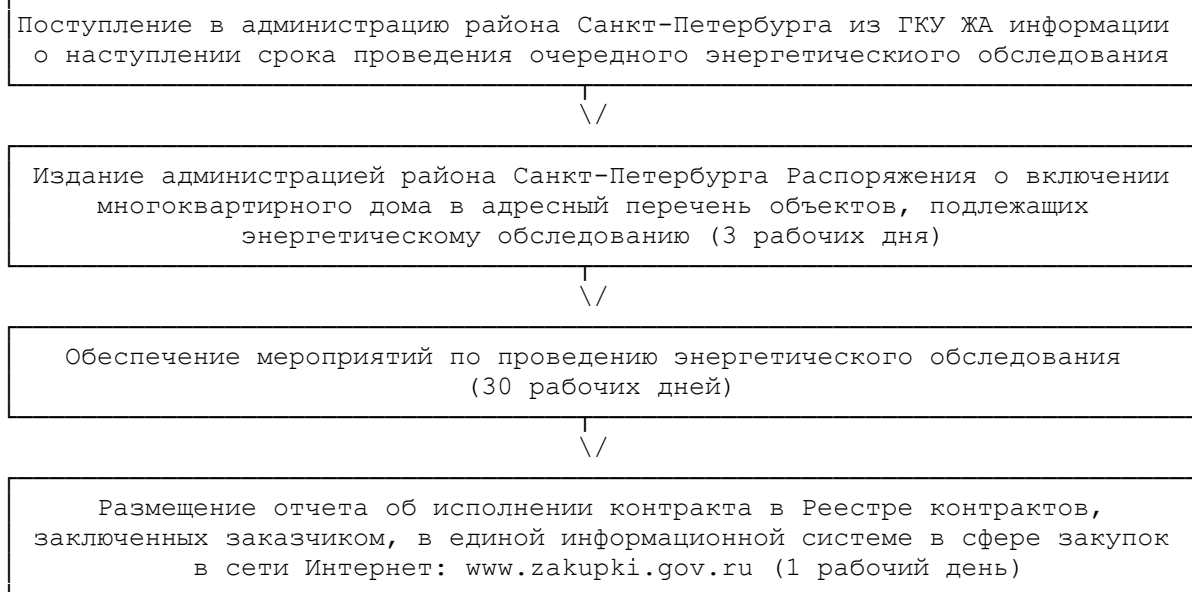 Поступление в администрацию района Санкт-Петербурга из ГКУ ЖА информации
о наступлении срока проведения очередного энергетическиого обследования
\/
Издание администрацией района Санкт-Петербурга Распоряжения о включении
многоквартирного дома в адресный перечень объектов, подлежащих
энергетическому обследованию (3 рабочих дня)
\/
Обеспечение мероприятий по проведению энергетического обследования
(30 рабочих дней)
\/
Размещение отчета об исполнении контракта в Реестре контрактов,
заключенных заказчиком, в единой информационной системе в сфере закупок
в сети Интернет: www.zakupki.gov.ru (1 рабочий день)